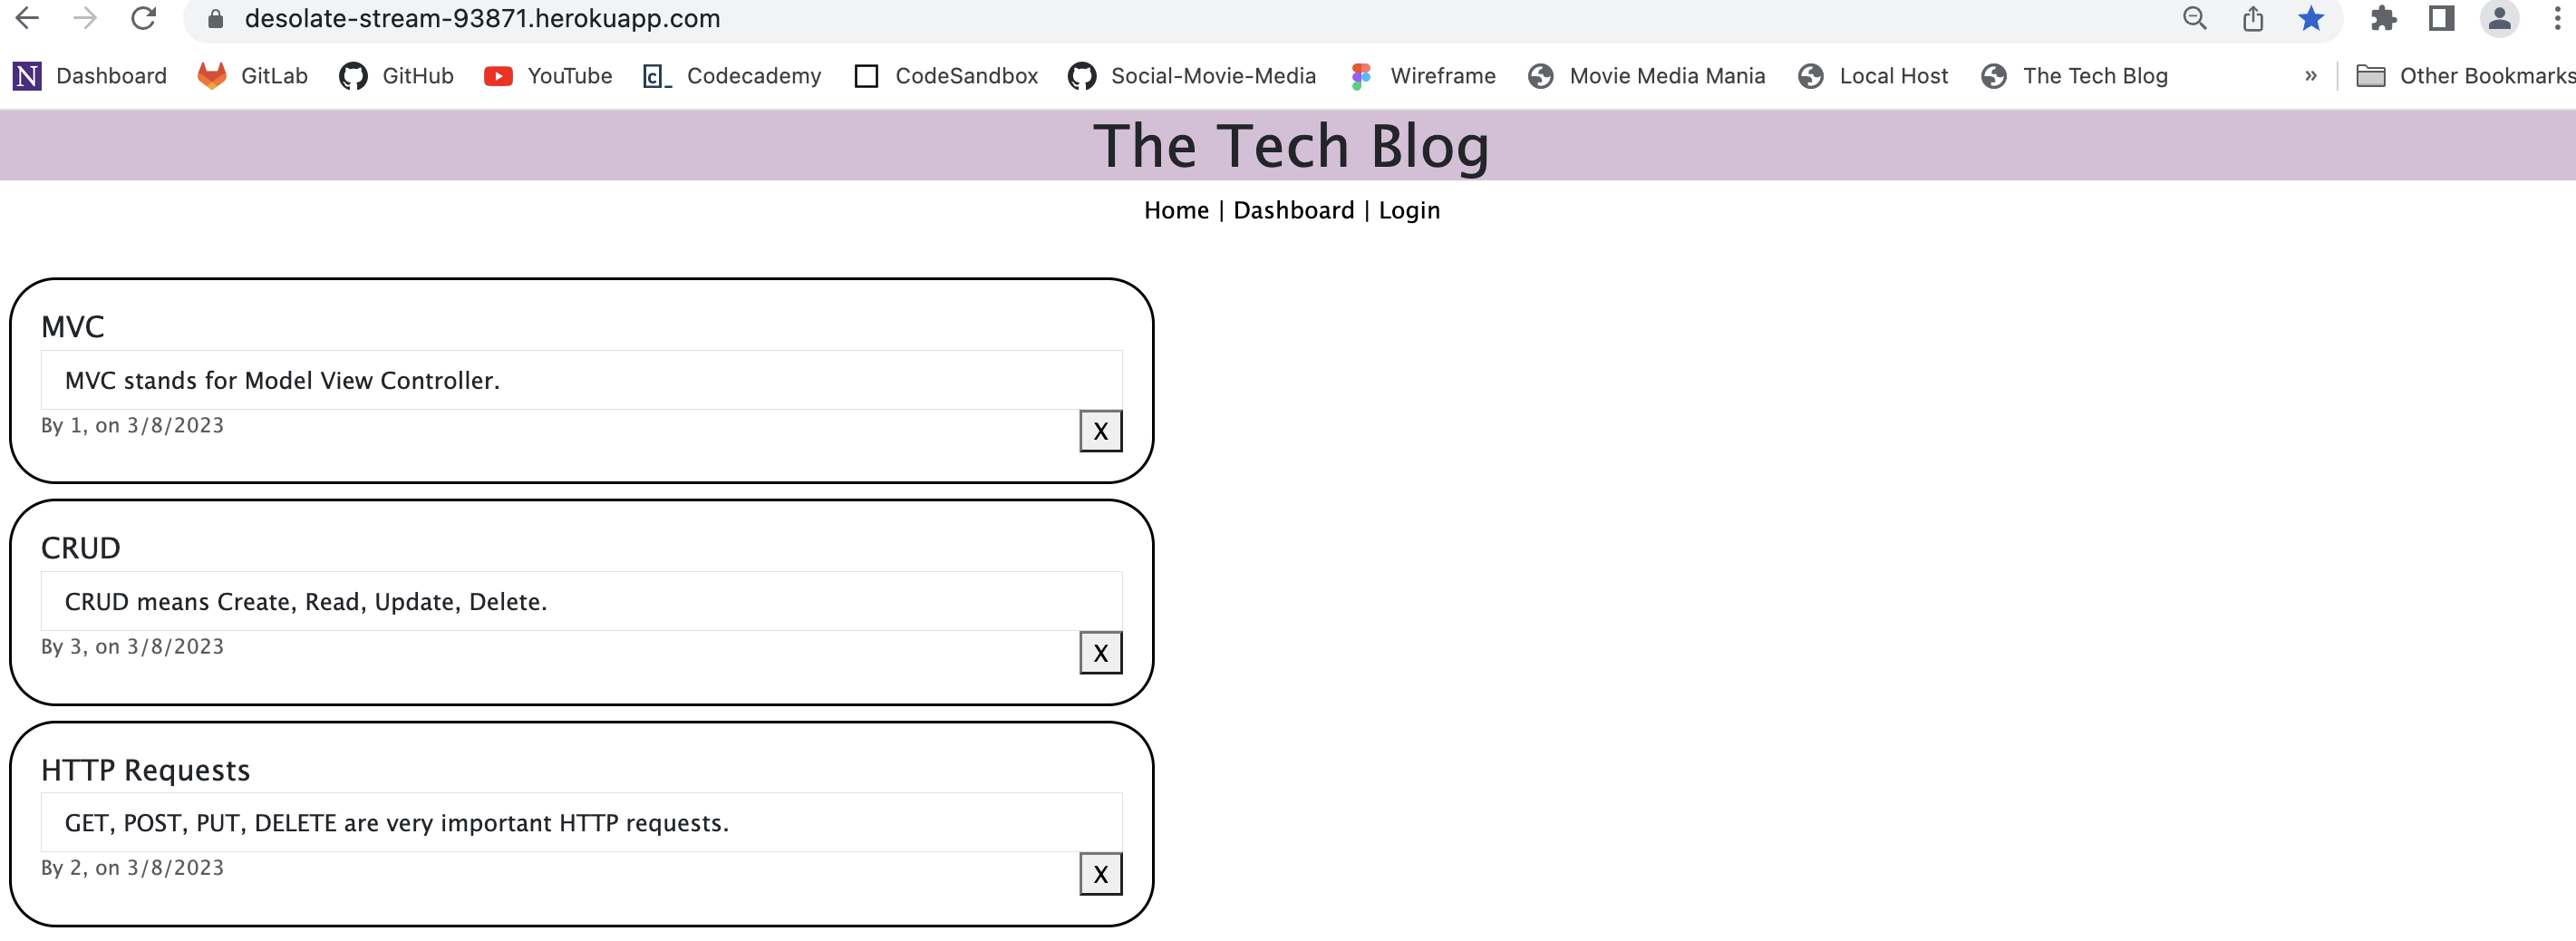 desolate-stream-93871.herokuapp.com
N Dashboard GitLab GitHub YouTube Codecademy CodeSandbox Social-Movie-Media Wireframe Movie Media Mania Local Host The Tech Blog » Other Bookmarks
The Tech Blog
Home | Dashboard | Login
MVC
MVC stands for Model View Controller.
By 1, on 3/8/2023
X
CRUD
CRUD means Create, Read, Update, Delete.
By 3, on 3/8/2023
X
HTTP Requests
GET, POST, PUT, DELETE are very important HTTP requests.
By 2, on 3/8/2023
X